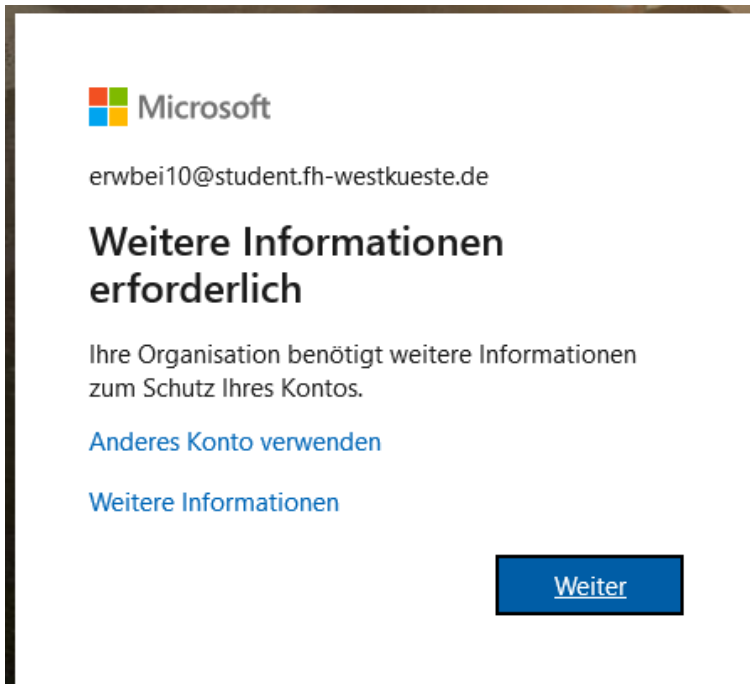 Microsoft
erwbei10@student.fh-westkueste.de
Weitere Informationen
erforderlich
Ihre Organisation benötigt weitere Informationen
zum Schutz Ihres Kontos.
Anderes Konto verwenden
Weitere Informationen
Weiter